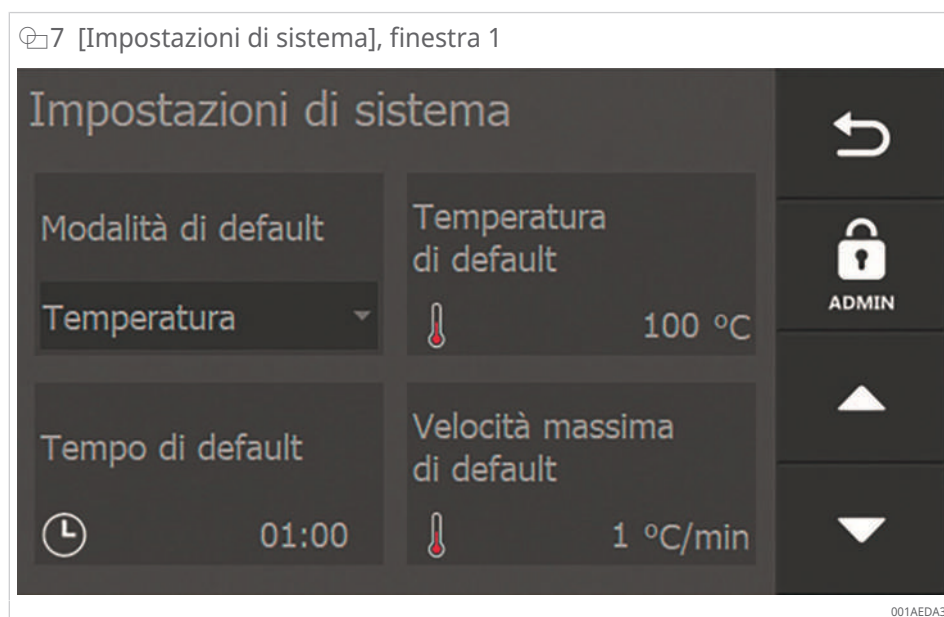 7 [Impostazioni di sistema], finestra 1
Impostazioni di sistema
Modalità di default
Temperatura
Temperatura
di default
100 °C
Tempo di default
01:00
Velocità massima
di default
1 °C/min
ADMIN
001AEDA3